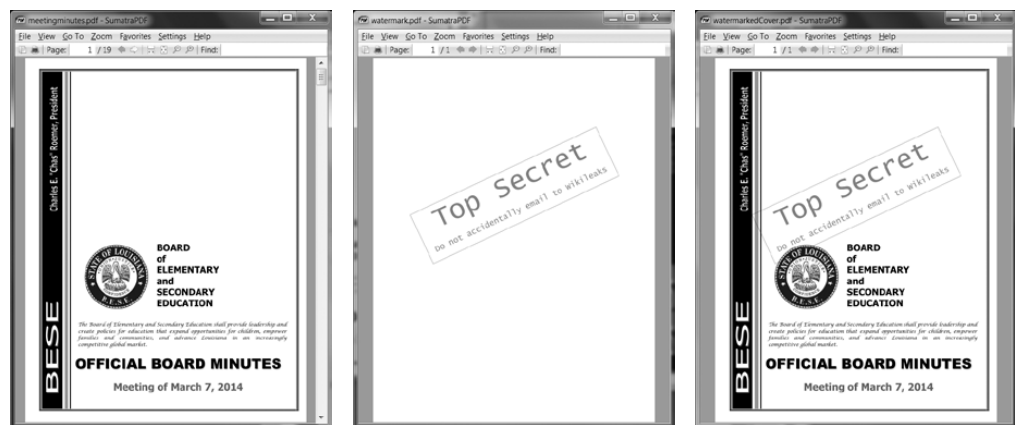 meetingminutes.pdf - SumatraPDF
File View Go To Zoom Favorites Settings Help
Page: 1 / 19 Find:
Charles E. "Chas" Roemer, President
BESE
STATE OF LOUISIANA
B.E.S.E.
BOARD
of
ELEMENTARY
and
SECONDARY
EDUCATION
The Board of Elementary and Secondary Education shall provide leadership and
create policies for education that expand opportunities for children, empower
families and communities, and advance Louisiana in an increasingly
competitive global market.
OFFICIAL BOARD MINUTES
Meeting of March 7, 2014
watermark.pdf - SumatraPDF
File View Go To Zoom Favorites Settings Help
Page: 1 / 1 Find:
Top Secret
Do not accidentally email to Wikileaks
watermarkedCover.pdf - SumatraPDF
File View Go To Zoom Favorites Settings Help
Page: 1 / 1 Find:
Charles E. "Chas" Roemer, President
BESE
Top Secret
Do not accidentally email to Wikileaks
STATE OF LOUISIANA
B.E.S.E.
BOARD
of
ELEMENTARY
and
SECONDARY
EDUCATION
The Board of Elementary and Secondary Education shall provide leadership and
create policies for education that expand opportunities for children, empower
families and communities, and advance Louisiana in an increasingly
competitive global market.
OFFICIAL BOARD MINUTES
Meeting of March 7, 2014